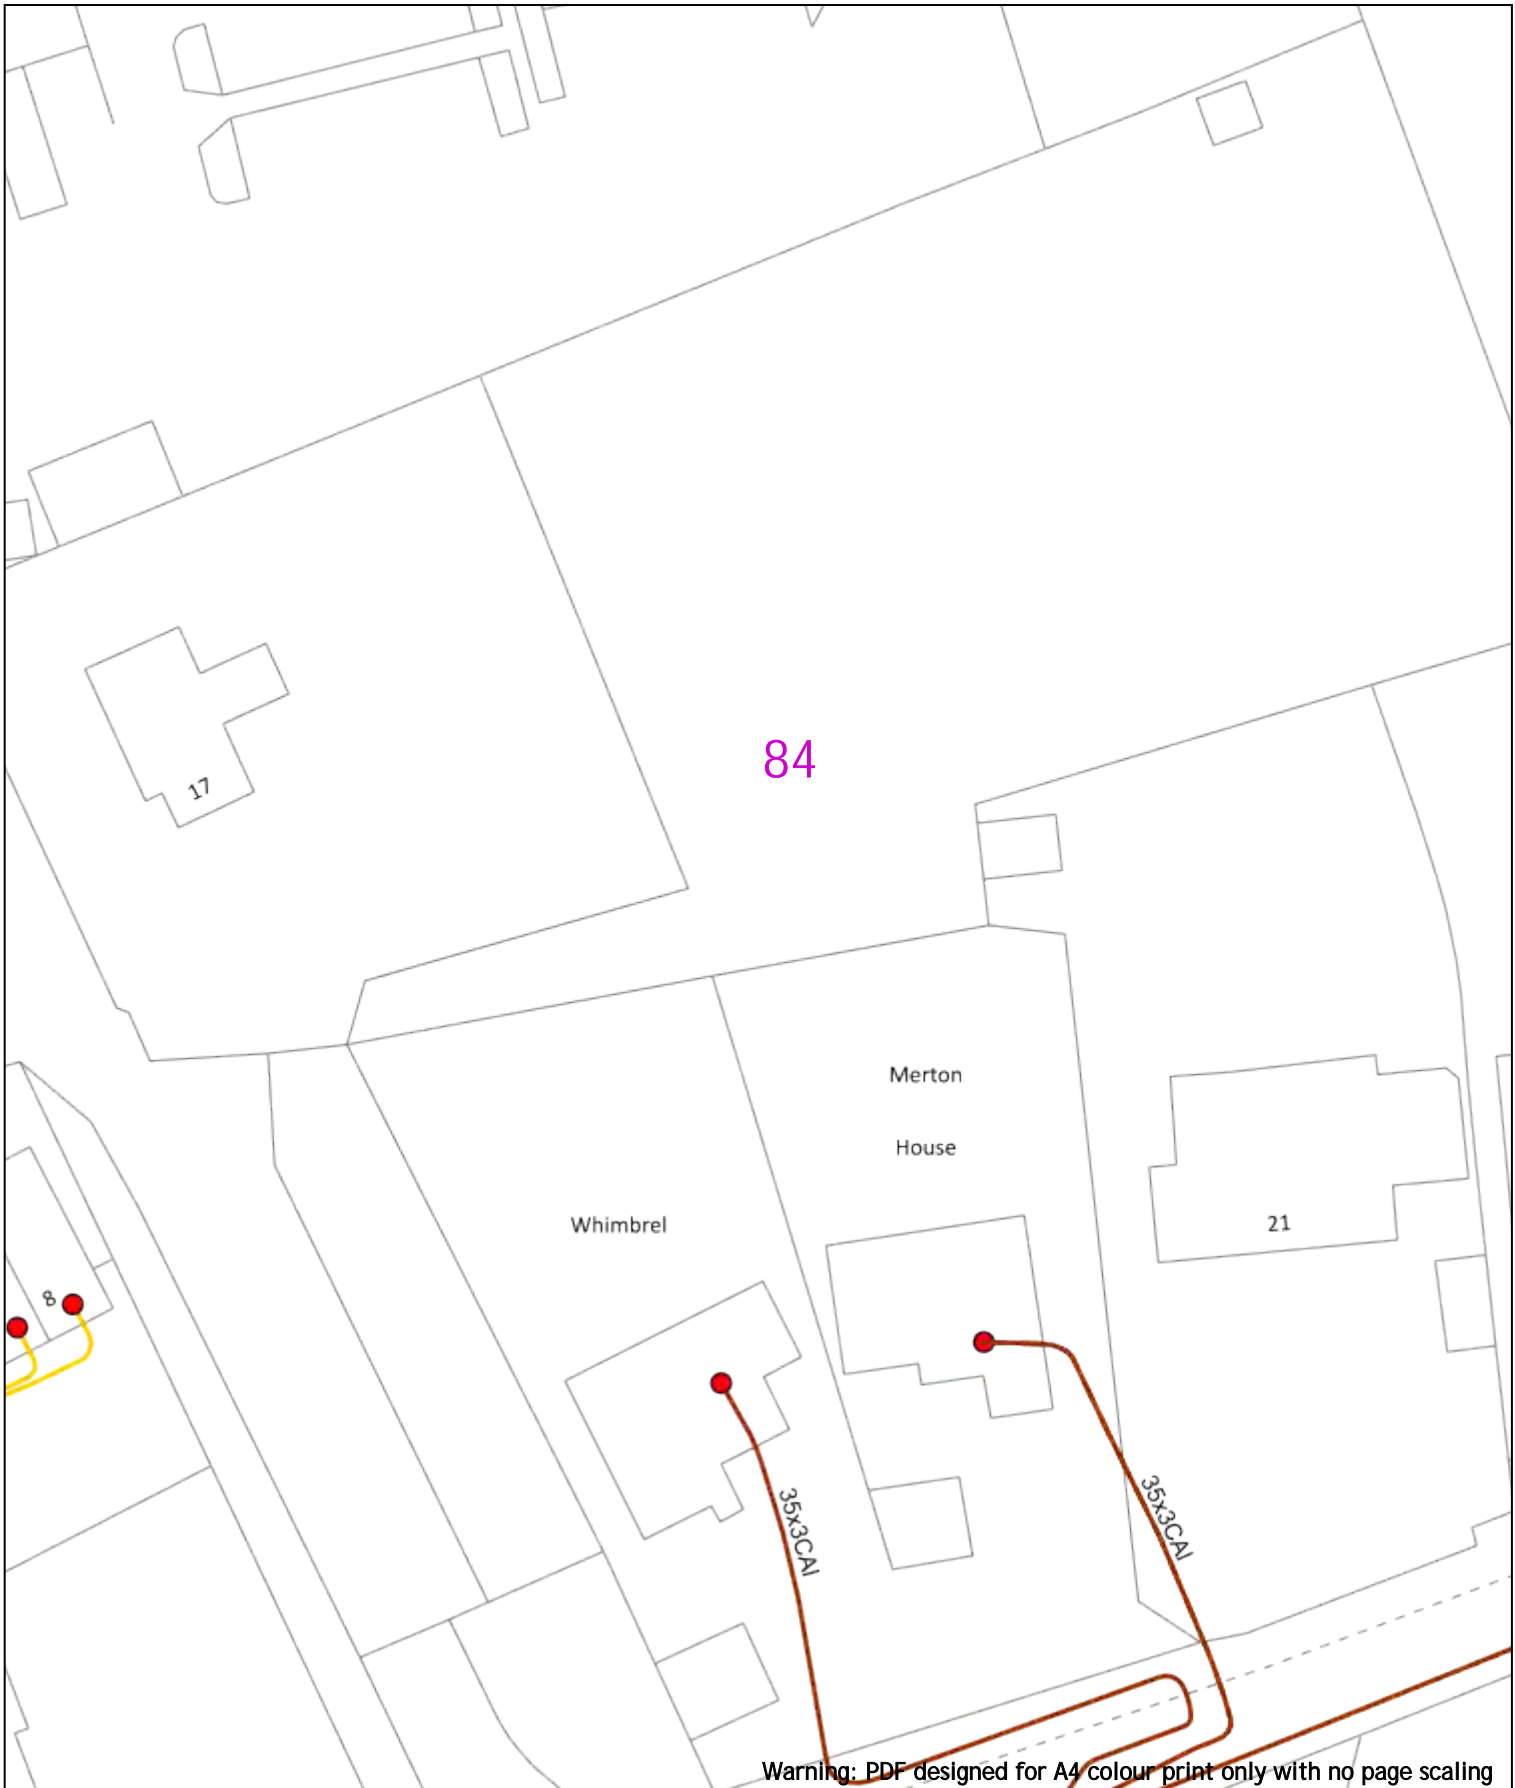 84
17
Merton
House
Whimbrel
21
8
35x3CAl
35x3CAl
Warning: PDF designed for A4 colour print only with no page scaling